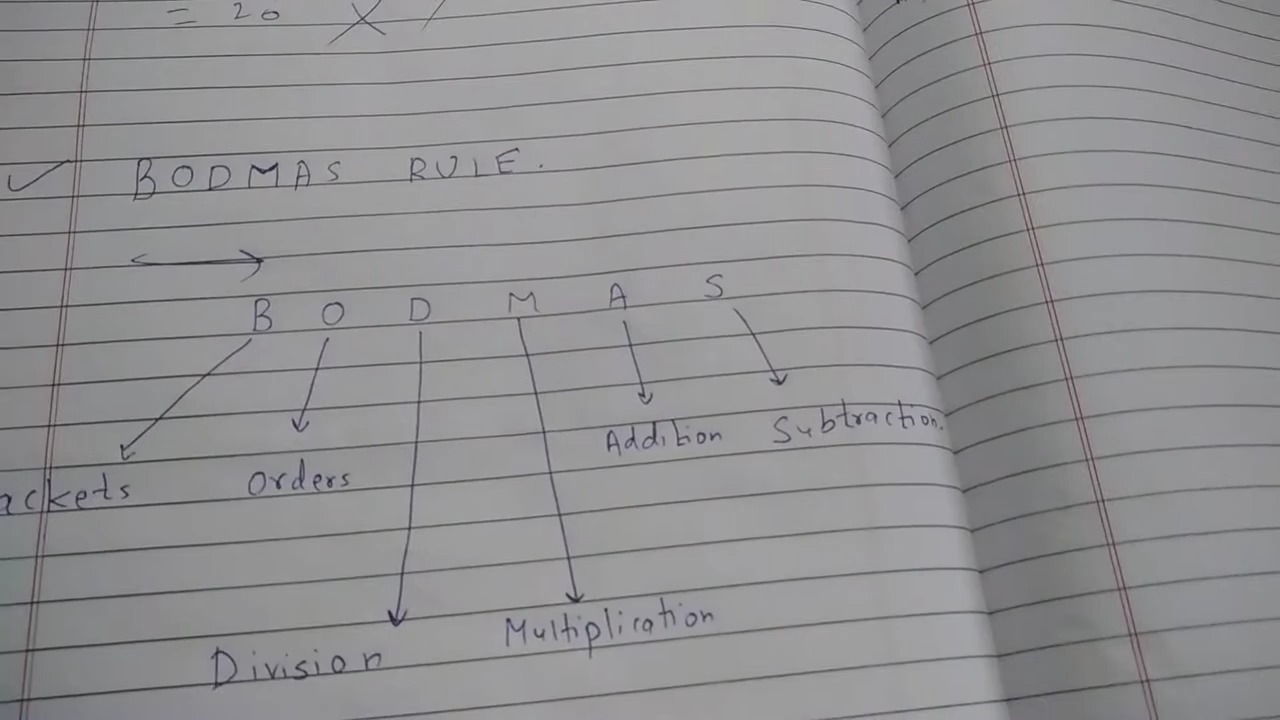 = 20 X
BODMAS RULE.
B O D M A S
Addition Subtraction.
ackets Orders
Multiplication
Division